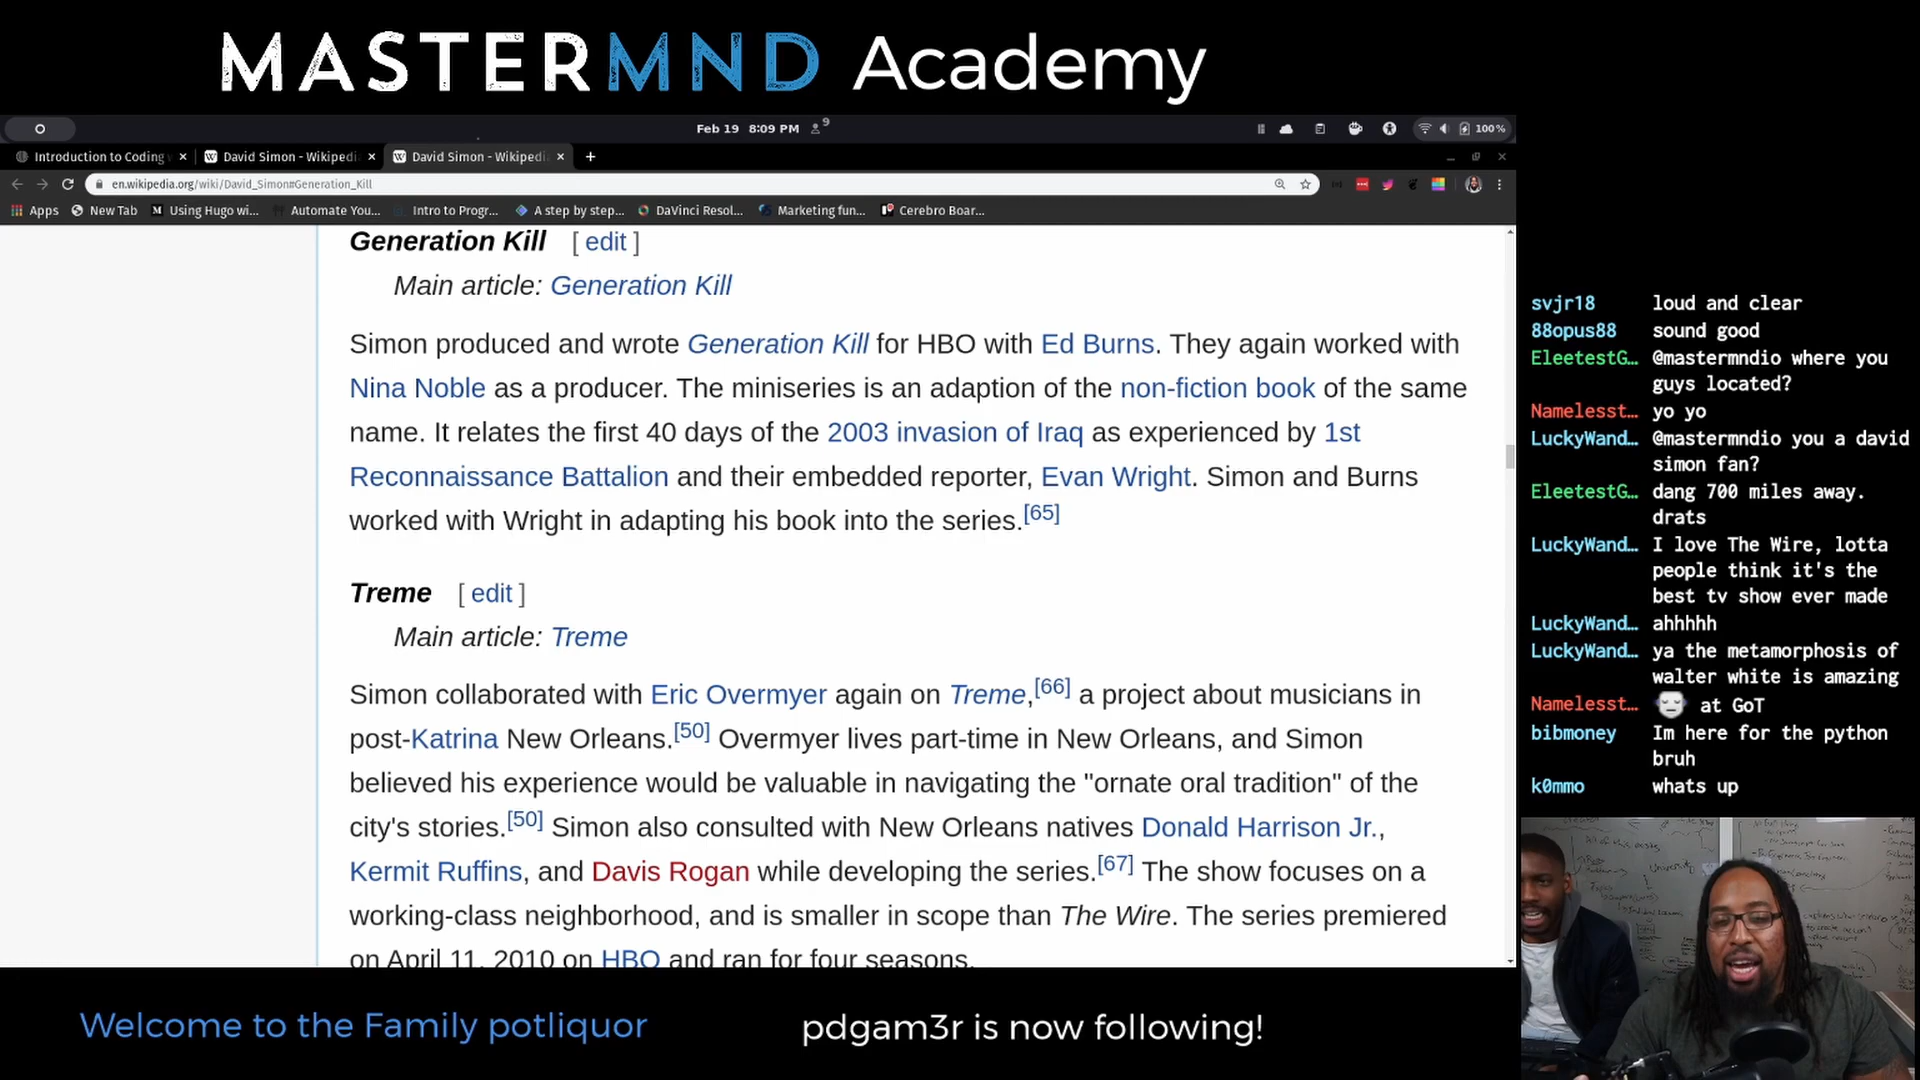 MASTERMND Academy
Feb 19 8:09 PM 9
100%
Introduction to Coding
David Simon - Wikipedi
David Simon - Wikipedi
en.wikipedia.org/wiki/David_Simon#Generation_Kill
Apps
New Tab
Using Hugo wi...
Automate You...
Intro to Progr...
A step by step...
DaVinci Resol...
Marketing fun...
Cerebro Boar...
Generation Kill [ edit ]
Main article: Generation Kill
Simon produced and wrote Generation Kill for HBO with Ed Burns. They again worked with
Nina Noble as a producer. The miniseries is an adaption of the non-fiction book of the same
name. It relates the first 40 days of the 2003 invasion of Iraq as experienced by 1st
Reconnaissance Battalion and their embedded reporter, Evan Wright. Simon and Burns
worked with Wright in adapting his book into the series.[65]
Treme [ edit ]
Main article: Treme
Simon collaborated with Eric Overmyer again on Treme,[66] a project about musicians in
post-Katrina New Orleans.[50] Overmyer lives part-time in New Orleans, and Simon
believed his experience would be valuable in navigating the "ornate oral tradition" of the
city's stories.[50] Simon also consulted with New Orleans natives Donald Harrison Jr.,
Kermit Ruffins, and Davis Rogan while developing the series.[67] The show focuses on a
working-class neighborhood, and is smaller in scope than The Wire. The series premiered
on April 11, 2010 on HBO and ran for four seasons.
svjr18 loud and clear
88opus88 sound good
EleetestG… @mastermndio where you
guys located?
Namelesst… yo yo
LuckyWand… @mastermndio you a david
simon fan?
EleetestG… dang 700 miles away.
drats
LuckyWand… I love The Wire, lotta
people think it's the
best tv show ever made
LuckyWand… ahhhhh
LuckyWand… ya the metamorphosis of
walter white is amazing
Namelesst… at GoT
bibmoney Im here for the python
bruh
k0mmo whats up
Welcome to the Family potliquor
pdgam3r is now following!